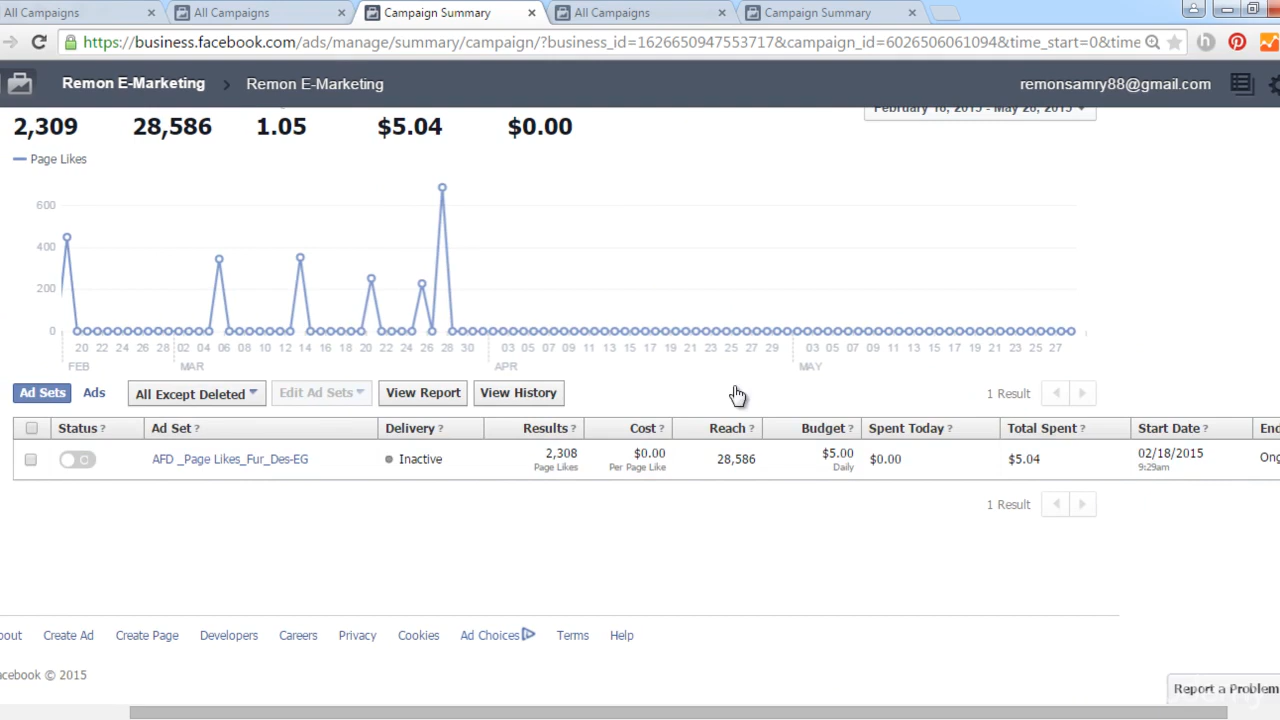 All Campaigns
All Campaigns
Campaign Summary
All Campaigns
Campaign Summary
https://business.facebook.com/ads/manage/summary/campaign/?business_id=1626650947553717&campaign_id=6026506061094&time_start=0&time
Remon E-Marketing > Remon E-Marketing
remonsamry88@gmail.com
2,309 28,586 1.05 $5.04 $0.00
Page Likes
600
400
200
0
20 22 24 26 28 02 04 06 08 10 12 14 16 18 20 22 24 26 28 30 03 05 07 09 11 13 15 17 19 21 23 25 27 29 03 05 07 09 11 13 15 17 19 21 23 25 27
FEB MAR APR MAY
Ad Sets Ads All Except Deleted Edit Ad Sets View Report View History 1 Result
Status ? Ad Set ? Delivery ? Results ? Cost ? Reach ? Budget ? Spent Today ? Total Spent ? Start Date ?
AFD _Page Likes_Fur_Des-EG Inactive 2,308 $0.00 28,586 $5.00 $0.00 $5.04 02/18/2015
Page Likes Per Page Like Daily 9:29am
1 Result
Create Ad Create Page Developers Careers Privacy Cookies Ad Choices Terms Help
© 2015
Report a Problem